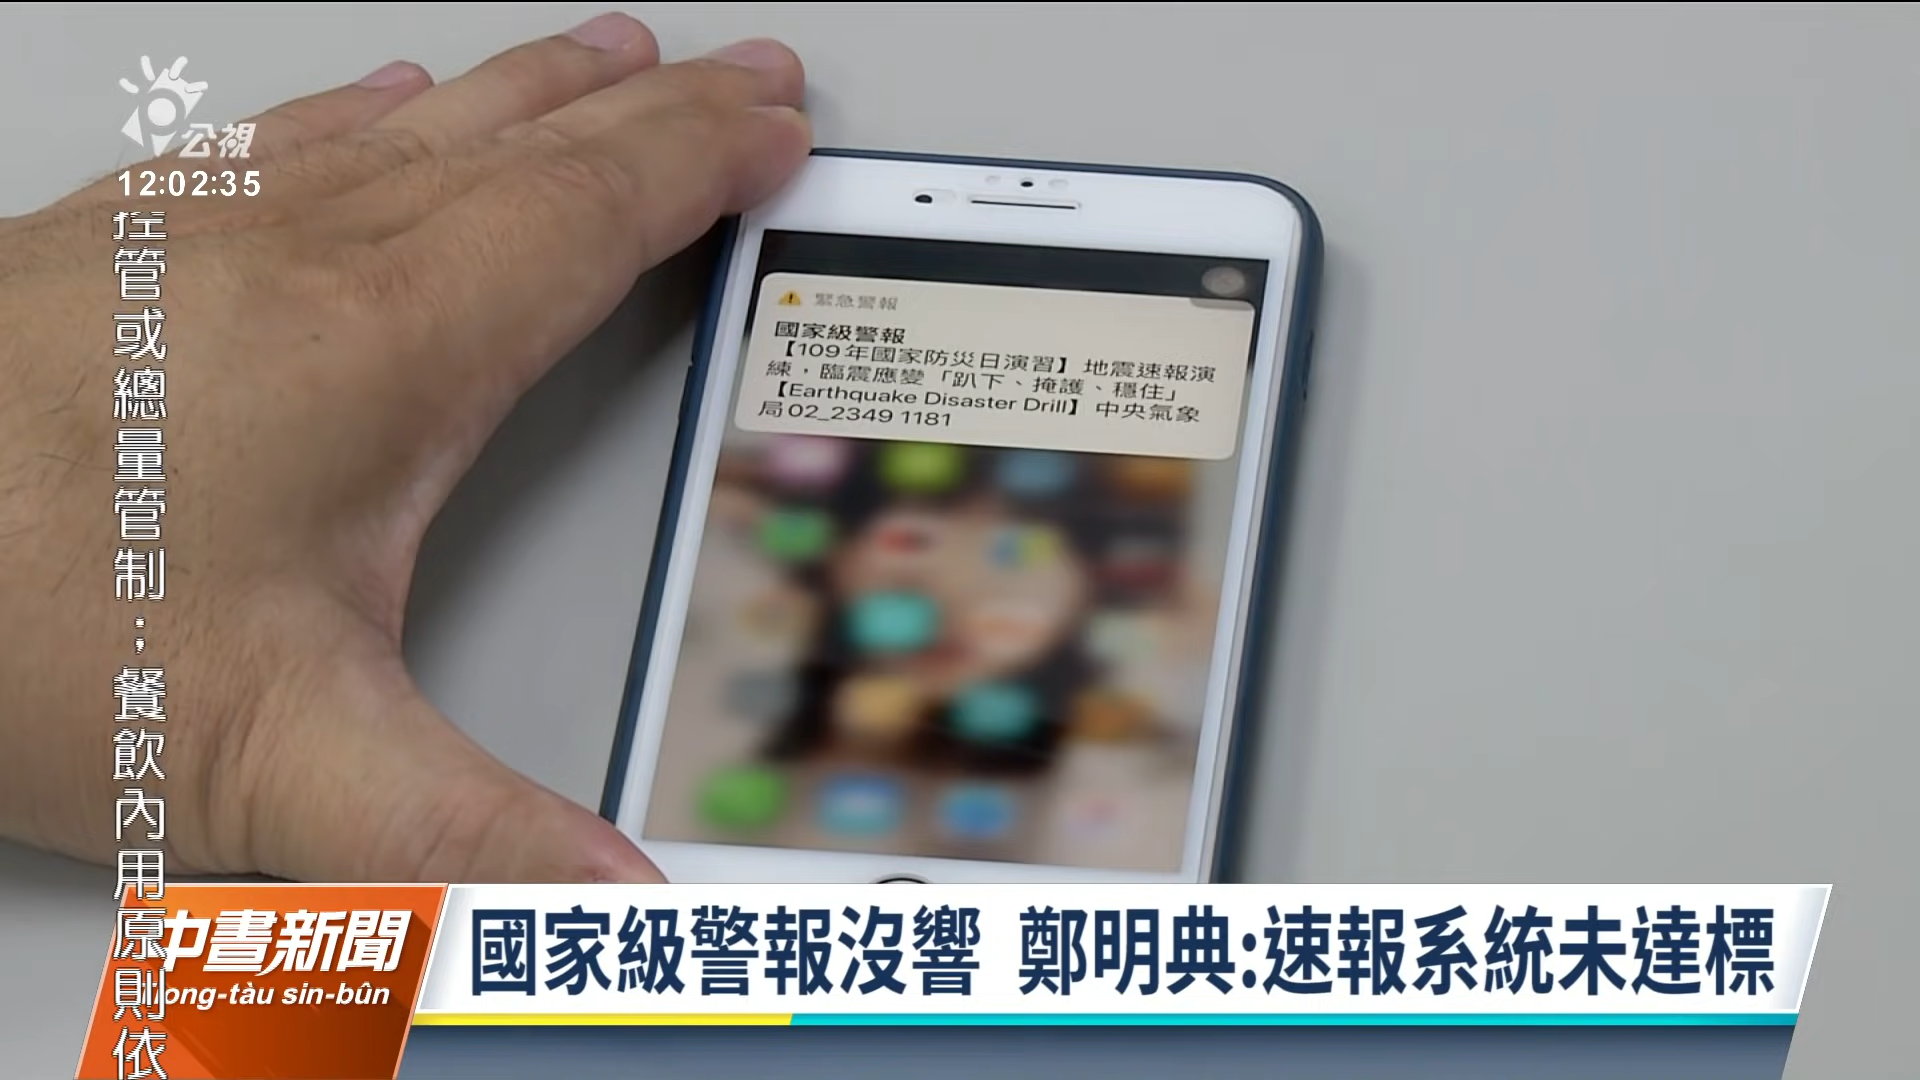 公視
12:02:35
控管或總量管制；餐飲內用原則依
緊急警報
國家級警報
【109年國家防災日演習】地震速報演
練，臨震應變「趴下、掩護、穩住」
【Earthquake Disaster Drill】中央氣象
局02_2349 1181
中晝新聞
Tiong-tàu sin-bûn
國家級警報沒響 鄭明典:速報系統未達標